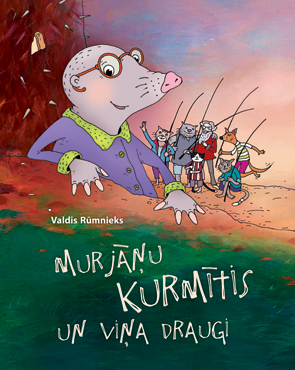 Valdis Rūmnieks
MURJĀŅU
KURMĪTIS
UN VIŅA DRAUGI